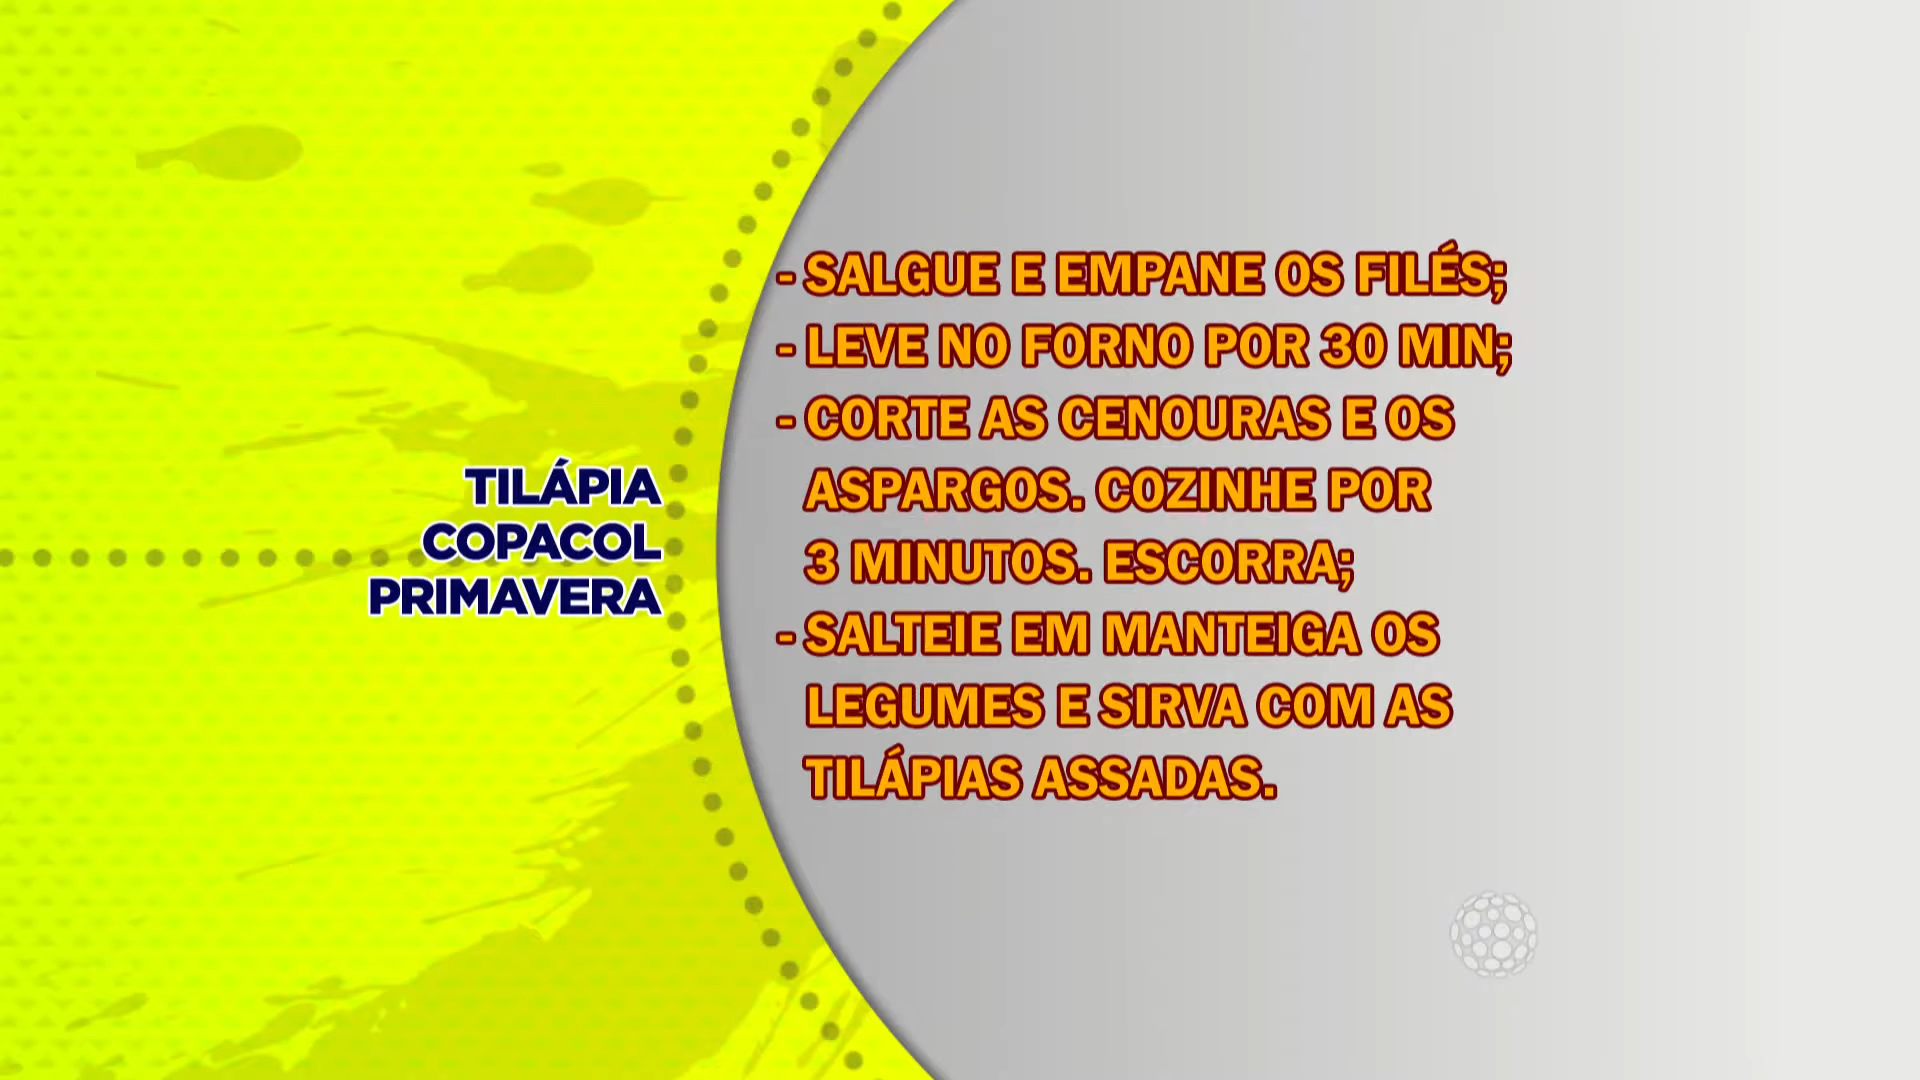 TILÁPIA
COPACOL
PRIMAVERA
- SALGUE E EMPANE OS FILÉS;
- LEVE NO FORNO POR 30 MIN;
- CORTE AS CENOURAS E OS
ASPARGOS. COZINHE POR
3 MINUTOS. ESCORRA;
- SALTEIE EM MANTEIGA OS
LEGUMES E SIRVA COM AS
TILÁPIAS ASSADAS.